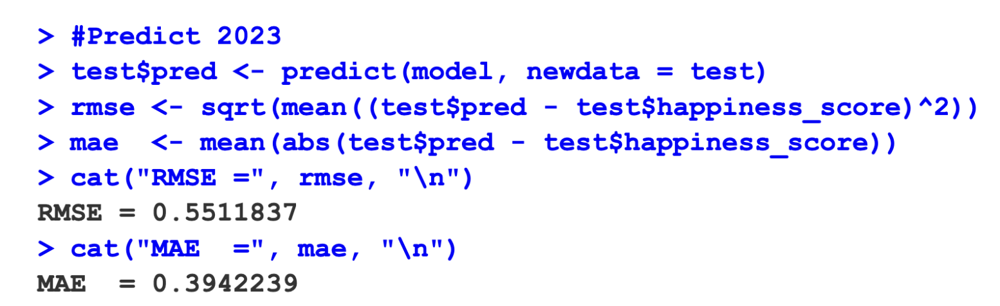 > #Predict 2023
> test$pred <- predict(model, newdata = test)
> rmse <- sqrt(mean((test$pred - test$happiness_score)^2))
> mae  <- mean(abs(test$pred - test$happiness_score))
> cat("RMSE =", rmse, "\n")
RMSE = 0.5511837
> cat("MAE  =", mae, "\n")
MAE  = 0.3942239